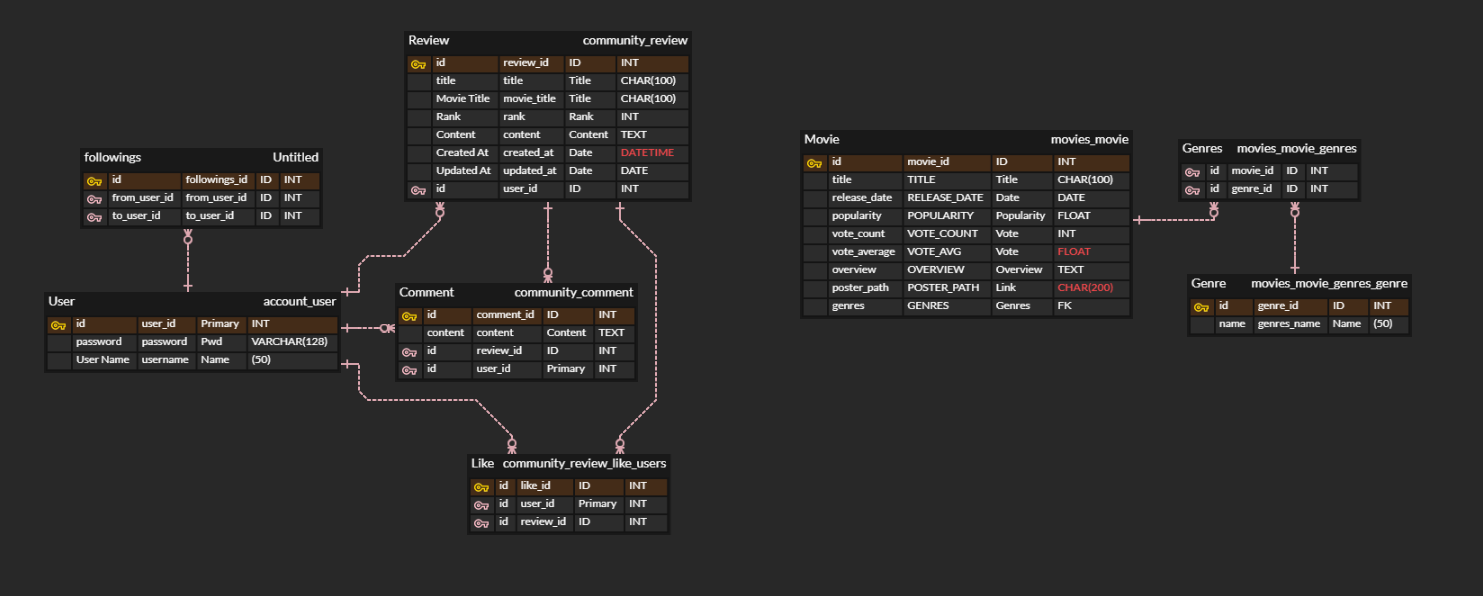 Review community_review
id review_id ID INT
title title Title CHAR(100)
Movie Title movie_title Title CHAR(100)
Rank rank Rank INT
Content content Content TEXT
Created At created_at Date DATETIME
Updated At updated_at Date DATE
id user_id ID INT
followings Untitled
id followings_id ID INT
from_user_id from_user_id ID INT
to_user_id to_user_id ID INT
User account_user
id user_id Primary INT
password password Pwd VARCHAR(128)
User Name username Name (50)
Comment community_comment
id comment_id ID INT
content content Content TEXT
id review_id ID INT
id user_id Primary INT
Like community_review_like_users
id like_id ID INT
id user_id Primary INT
id review_id ID INT
Movie movies_movie
id movie_id ID INT
title TITLE Title CHAR(100)
release_date RELEASE_DATE Date DATE
popularity POPULARITY Popularity FLOAT
vote_count VOTE_COUNT Vote INT
vote_average VOTE_AVG Vote FLOAT
overview OVERVIEW Overview TEXT
poster_path POSTER_PATH Link CHAR(200)
genres GENRES Genres FK
Genres movies_movie_genres
id movie_id ID INT
id genre_id ID INT
Genre movies_movie_genres_genre
id genre_id ID INT
name genres_name Name (50)